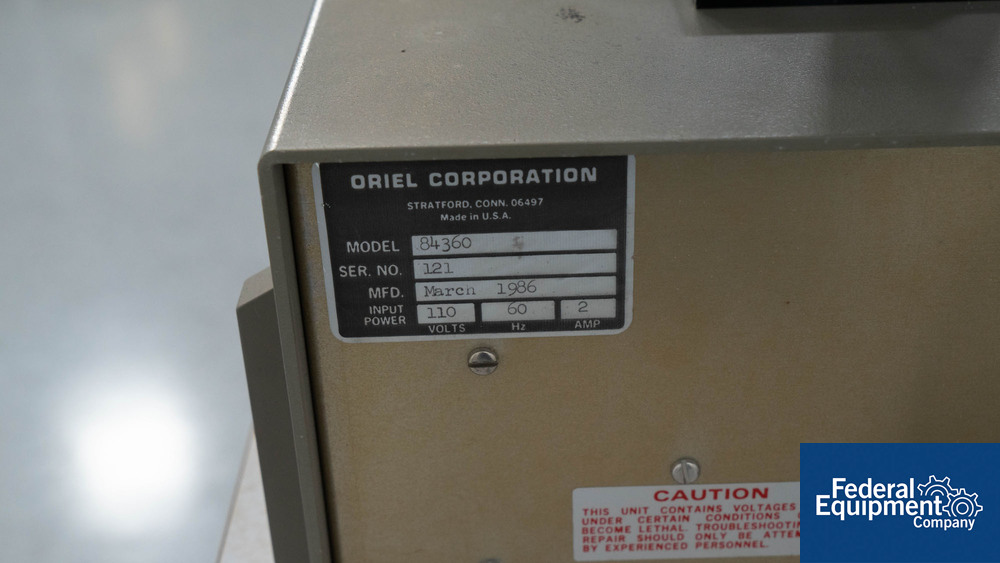 ORIEL CORPORATION
STRATFORD, CONN. 06497
Made in U.S.A.
MODEL 84360
SER. NO. 121
MFD. March 1986
INPUT POWER 110 VOLTS 60 Hz 2 AMP
CAUTION
THIS UNIT CONTAINS VOLTAGES
UNDER CERTAIN CONDITIONS
BECOME LETHAL. TROUBLESHOOTIN
REPAIR SHOULD ONLY BE ATTEM
BY EXPERIENCED PERSONNEL.
Federal
Equipment
Company